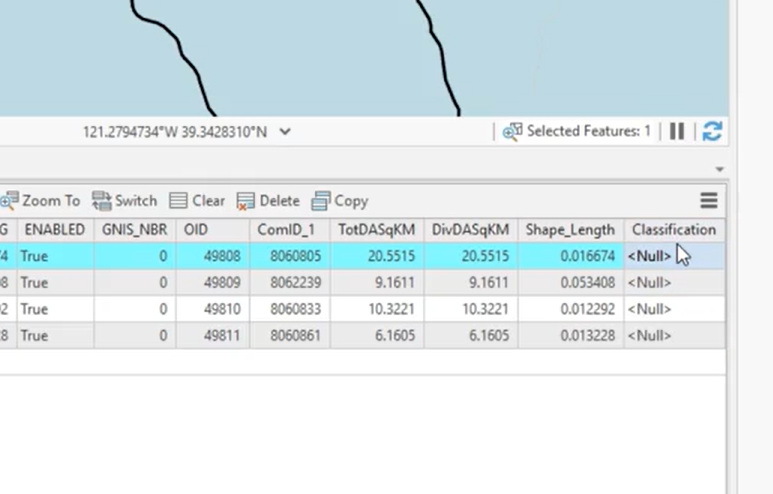 121.2794734°W 39.3428310°N Selected Features: 1
Zoom To Switch Clear Delete Copy
G ENABLED GNIS_NBR OID ComID_1 TotDASqKM DivDASqKM Shape_Length Classification
4 True 0 49808 8060805 20.5515 20.5515 0.016674 <Null>
8 True 0 49809 8062239 9.1611 9.1611 0.053408 <Null>
2 True 0 49810 8060833 10.3221 10.3221 0.012292 <Null>
8 True 0 49811 8060861 6.1605 6.1605 0.013228 <Null>